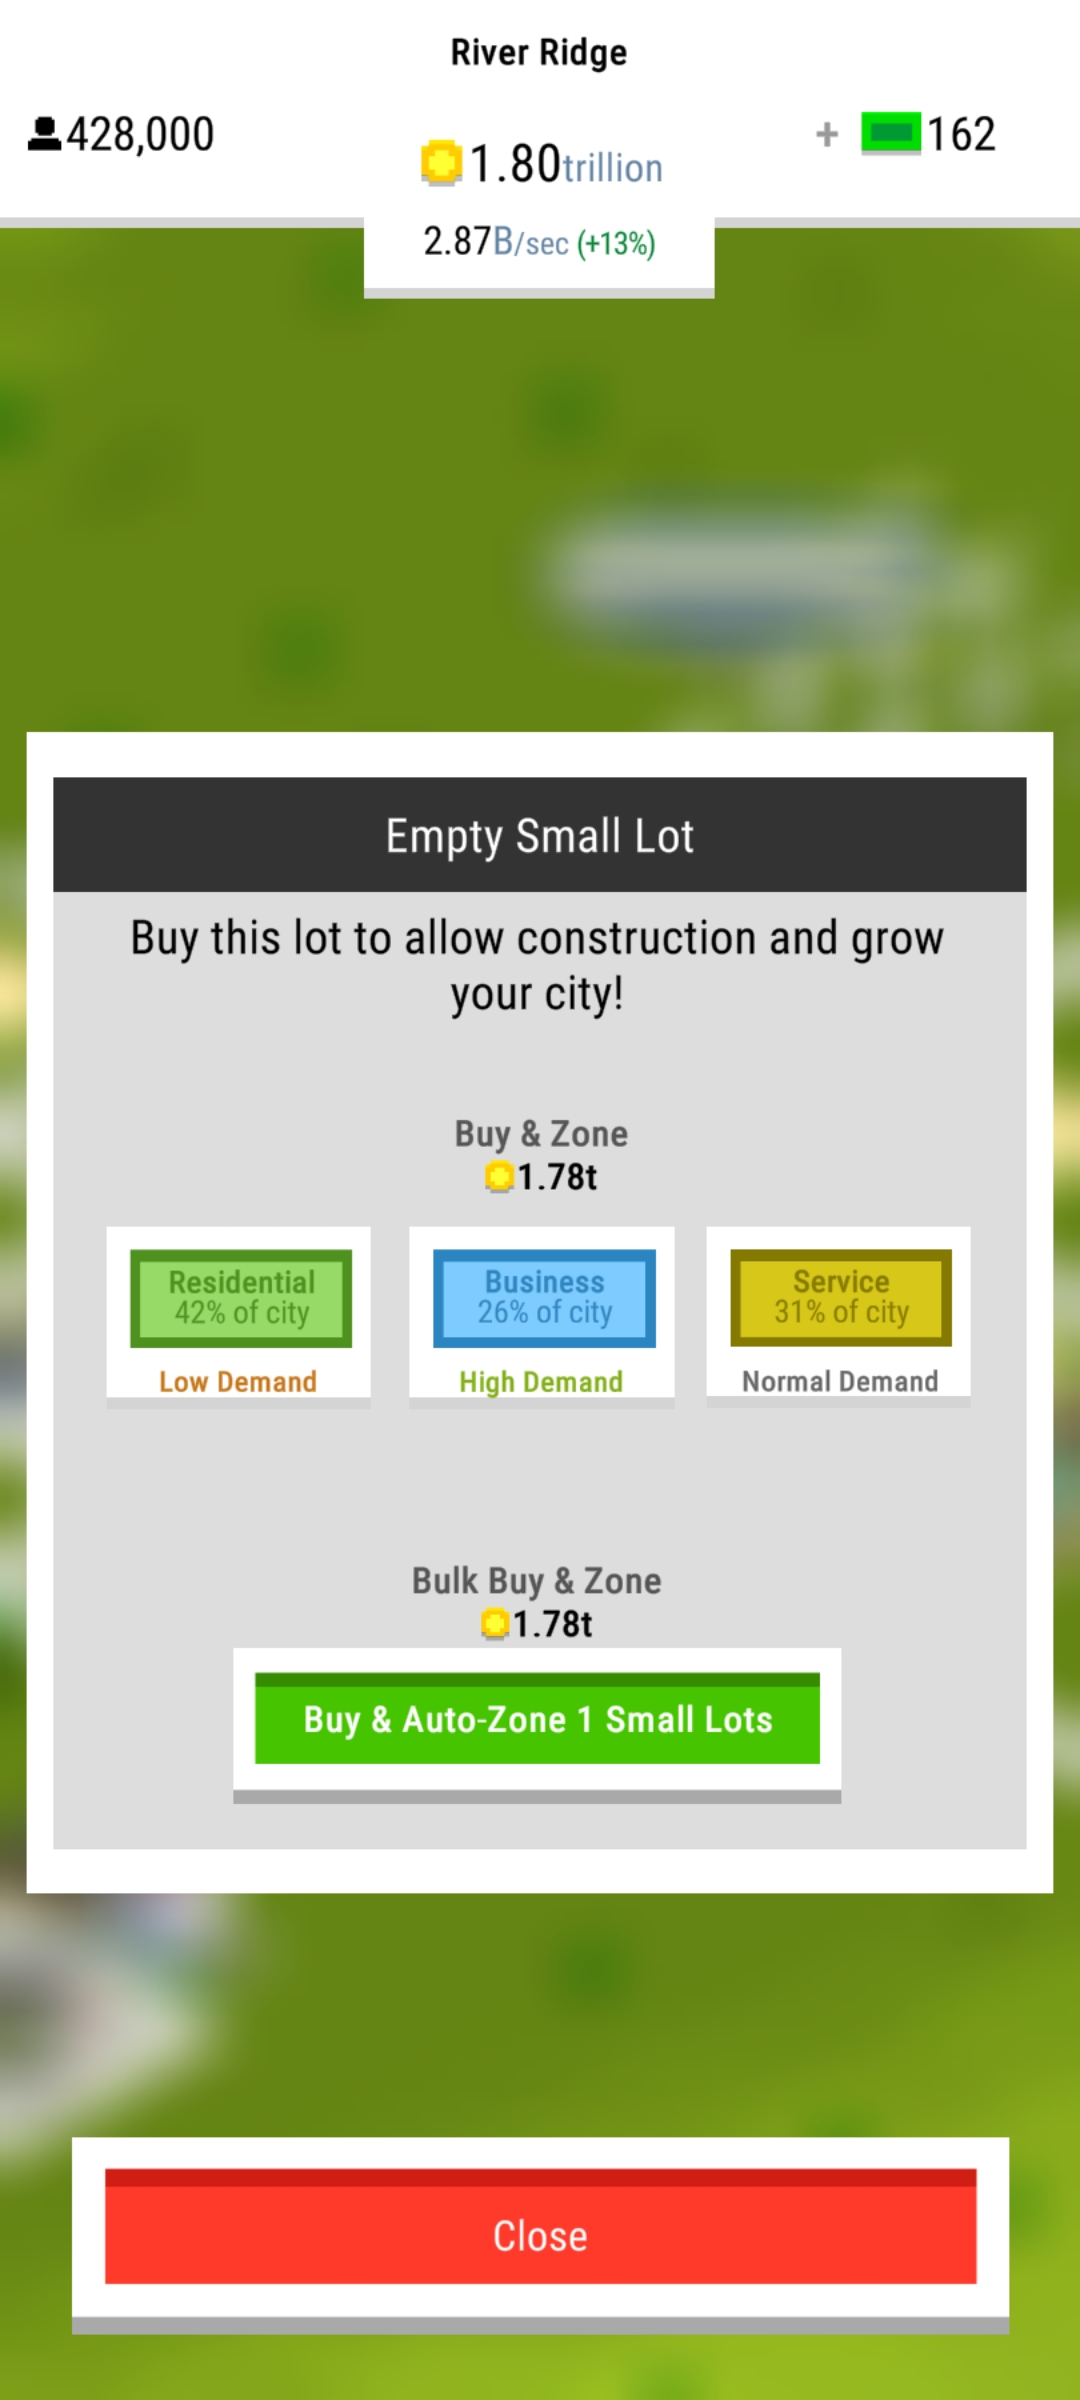 River Ridge
428,000
1.80trillion
+ 162
2.87B/sec (+13%)
Empty Small Lot
Buy this lot to allow construction and grow
your city!
Buy & Zone
1.78t
Residential
42% of city
Low Demand
Business
26% of city
High Demand
Service
31% of city
Normal Demand
Bulk Buy & Zone
1.78t
Buy & Auto-Zone 1 Small Lots
Close